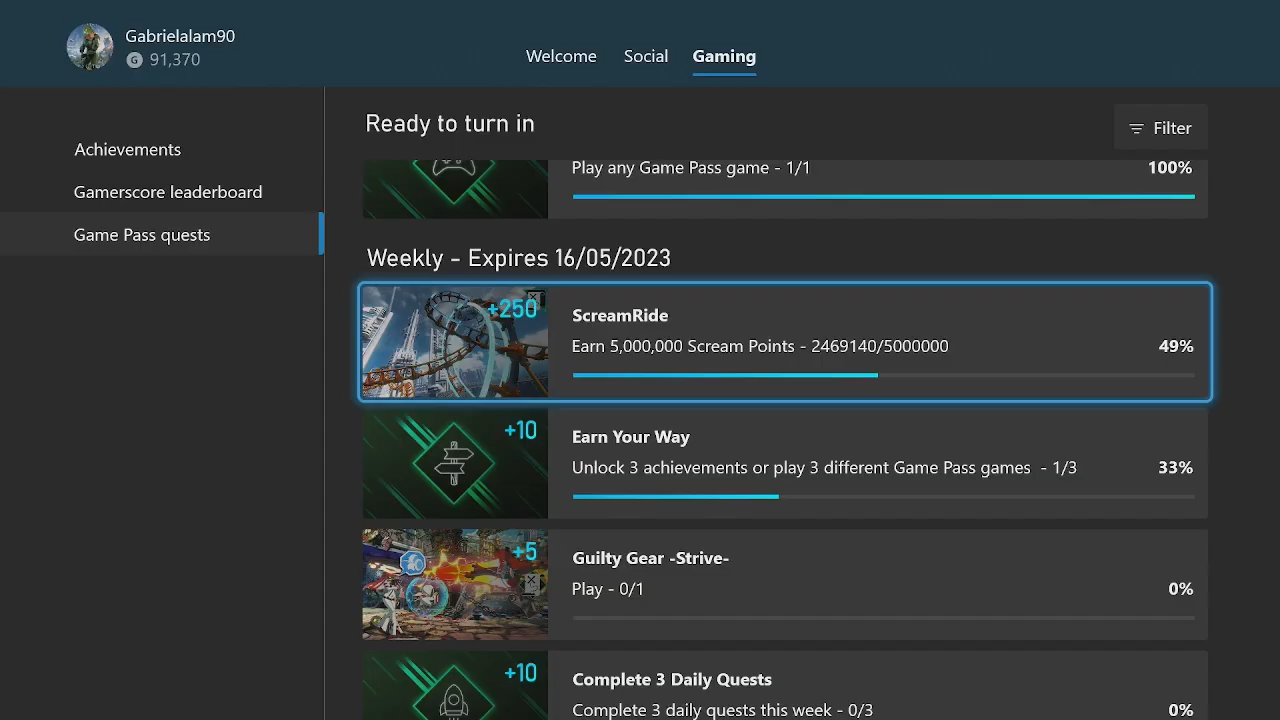 Gabrielalam90
G 91,370
Welcome Social Gaming
Achievements
Gamerscore leaderboard
Game Pass quests
Ready to turn in
Filter
Play any Game Pass game - 1/1 100%
Weekly - Expires 16/05/2023
+250
ScreamRide
Earn 5,000,000 Scream Points - 2469140/5000000 49%
+10
Earn Your Way
Unlock 3 achievements or play 3 different Game Pass games - 1/3 33%
+5
Guilty Gear -Strive-
Play - 0/1 0%
+10
Complete 3 Daily Quests
Complete 3 daily quests this week - 0/3 0%